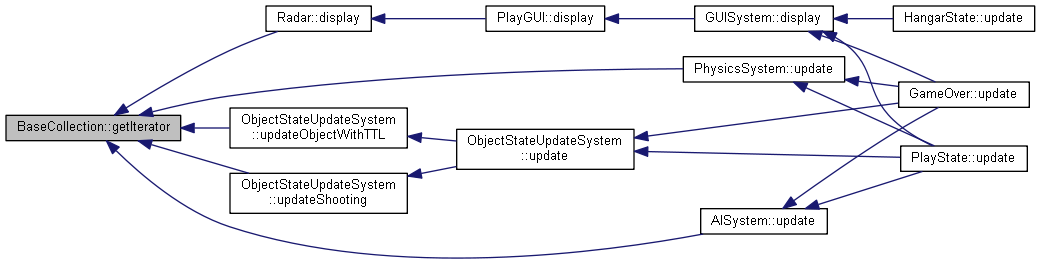 Radar::display
PlayGUI::display
GUISystem::display
HangarState::update
PhysicsSystem::update
GameOver::update
BaseCollection::getIterator
ObjectStateUpdateSystem
::updateObjectWithTTL
ObjectStateUpdateSystem
::update
PlayState::update
ObjectStateUpdateSystem
::updateShooting
AISystem::update